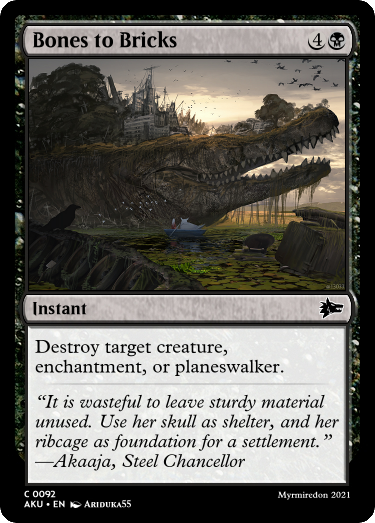 Bones to Bricks 4
Instant
Destroy target creature,
enchantment, or planeswalker.
“It is wasteful to leave sturdy material
unused. Use her skull as shelter, and her
ribcage as foundation for a settlement.”
—Akaaja, Steel Chancellor
C 0092
AKU • EN Ariduka55
Myrmiredon 2021